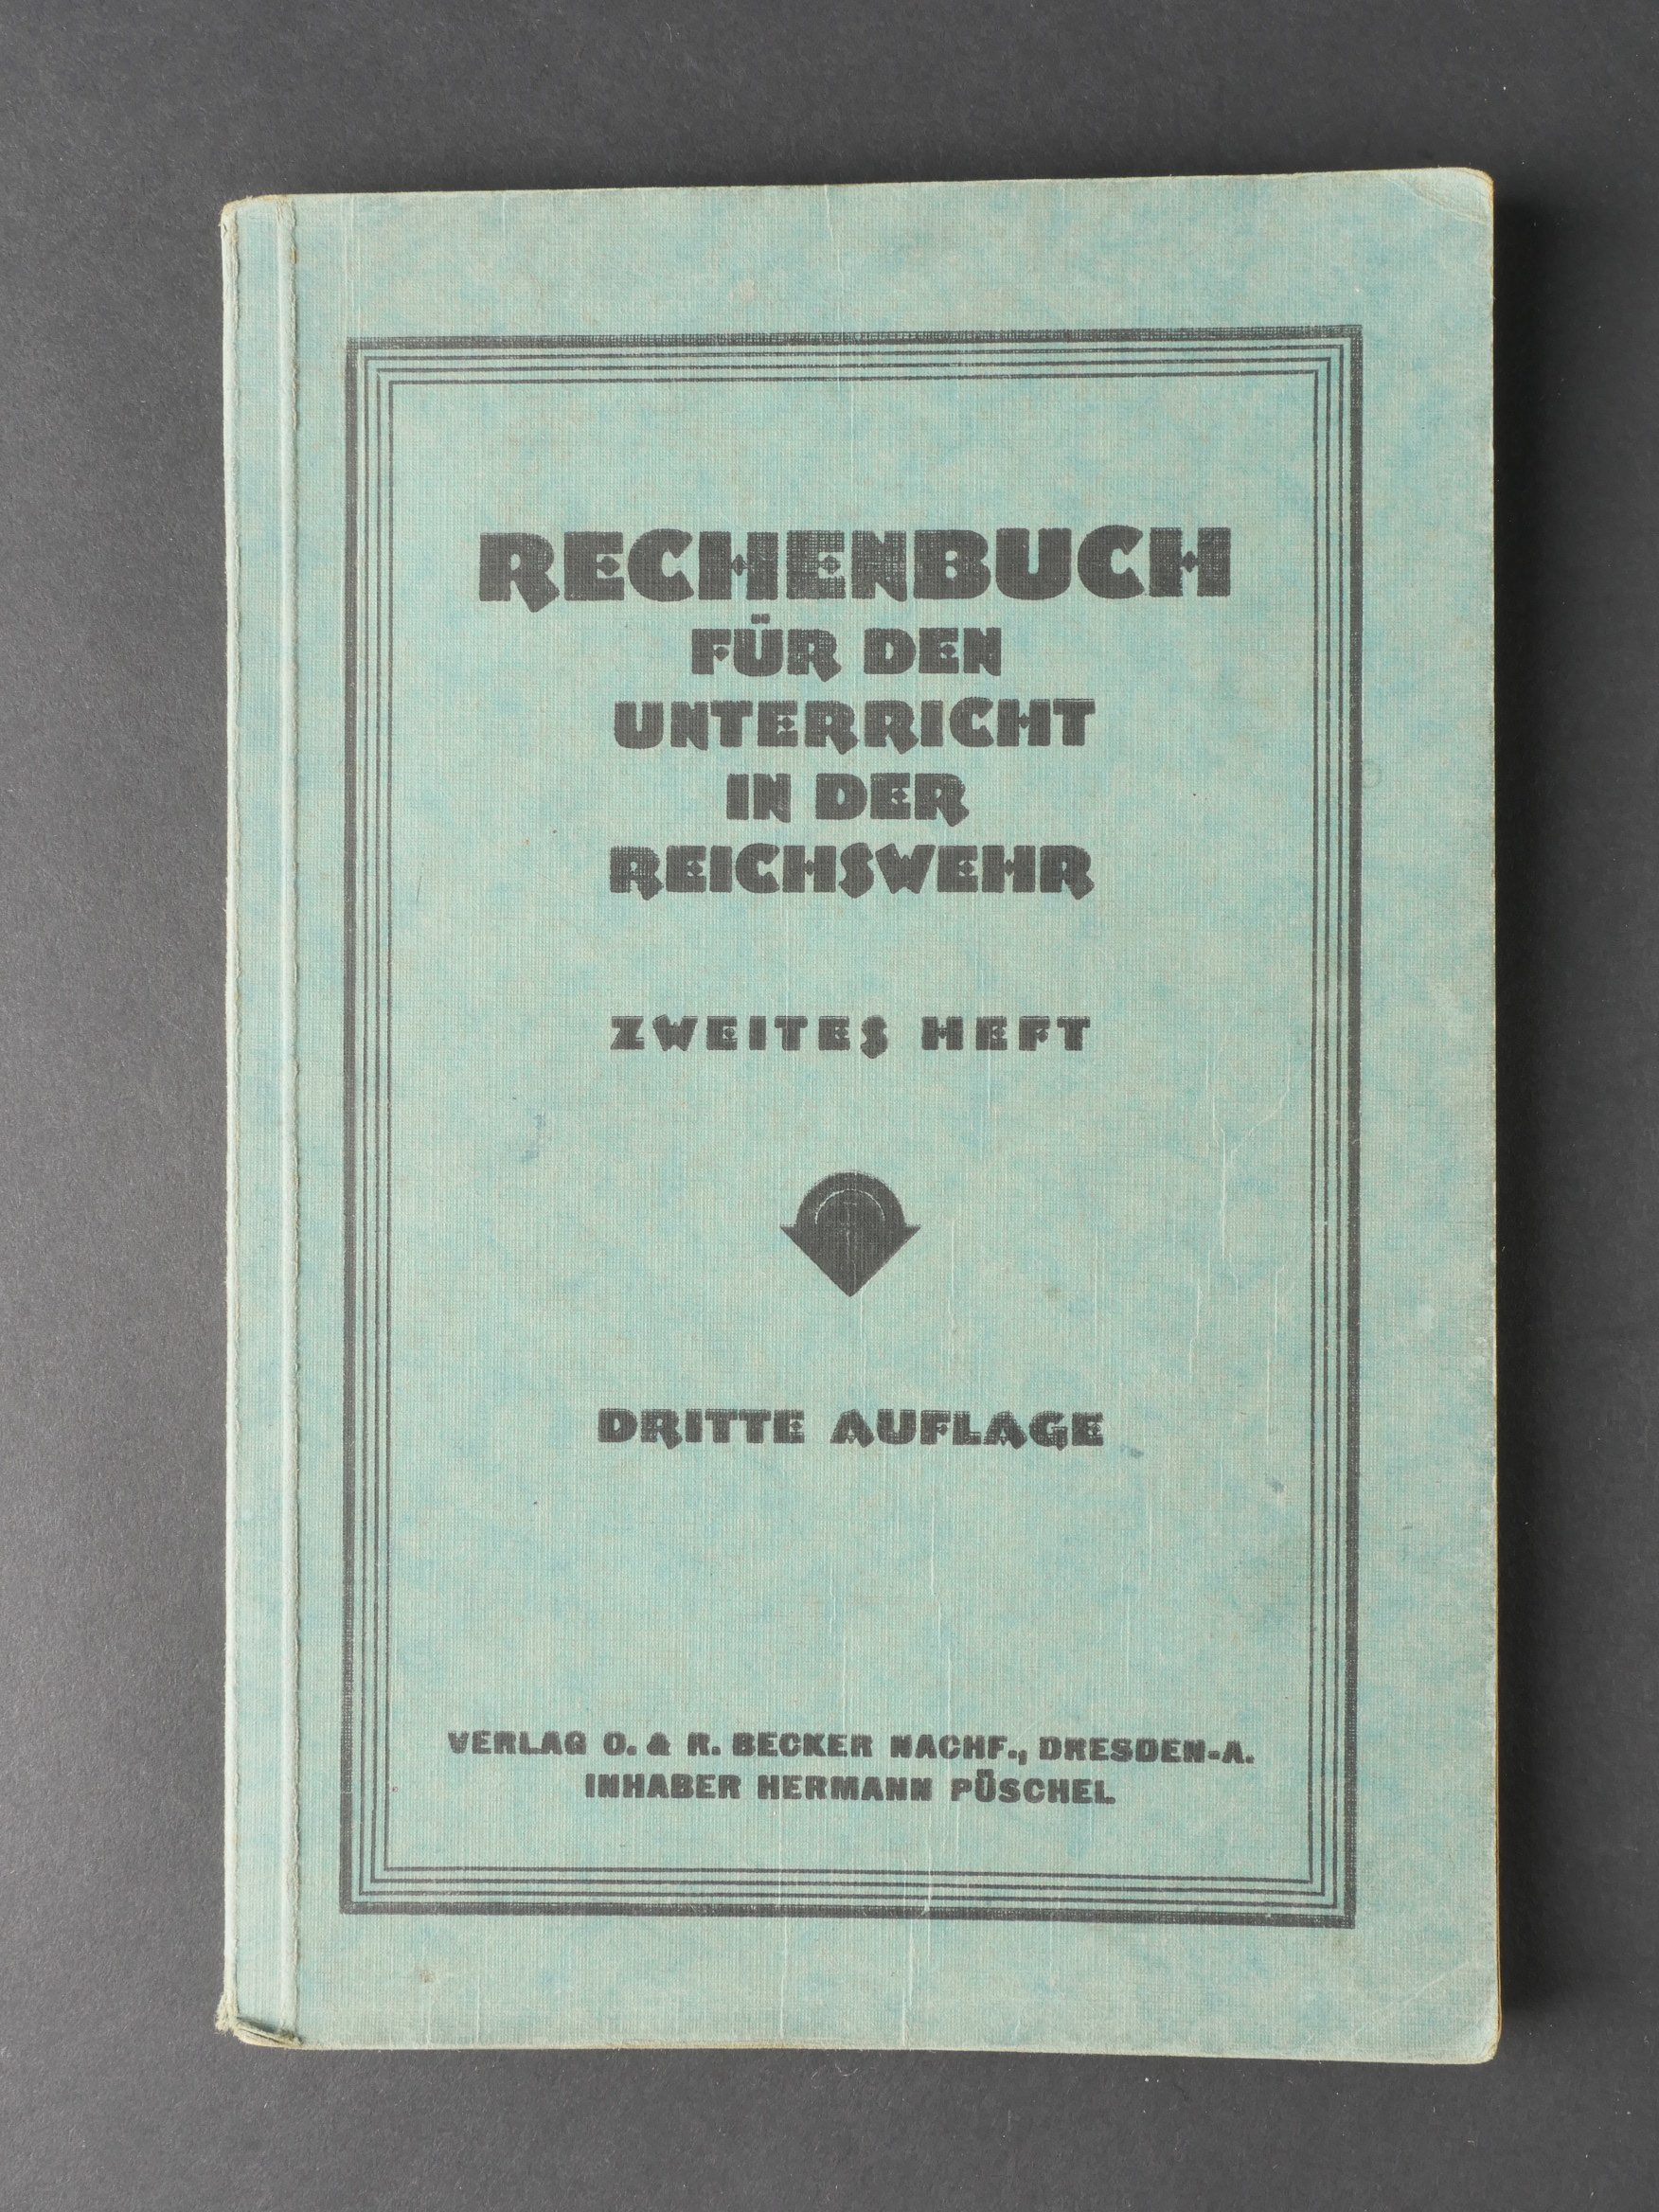 RECHENBUCH
FÜR DEN
UNTERRICHT
IN DER
REICHSWEHR
ZWEITES HEFT
DRITTE AUFLAGE
VERLAG O. & R. BECKER NACHF., DRESDEN-A.
INHABER HERMANN PÜSCHEL